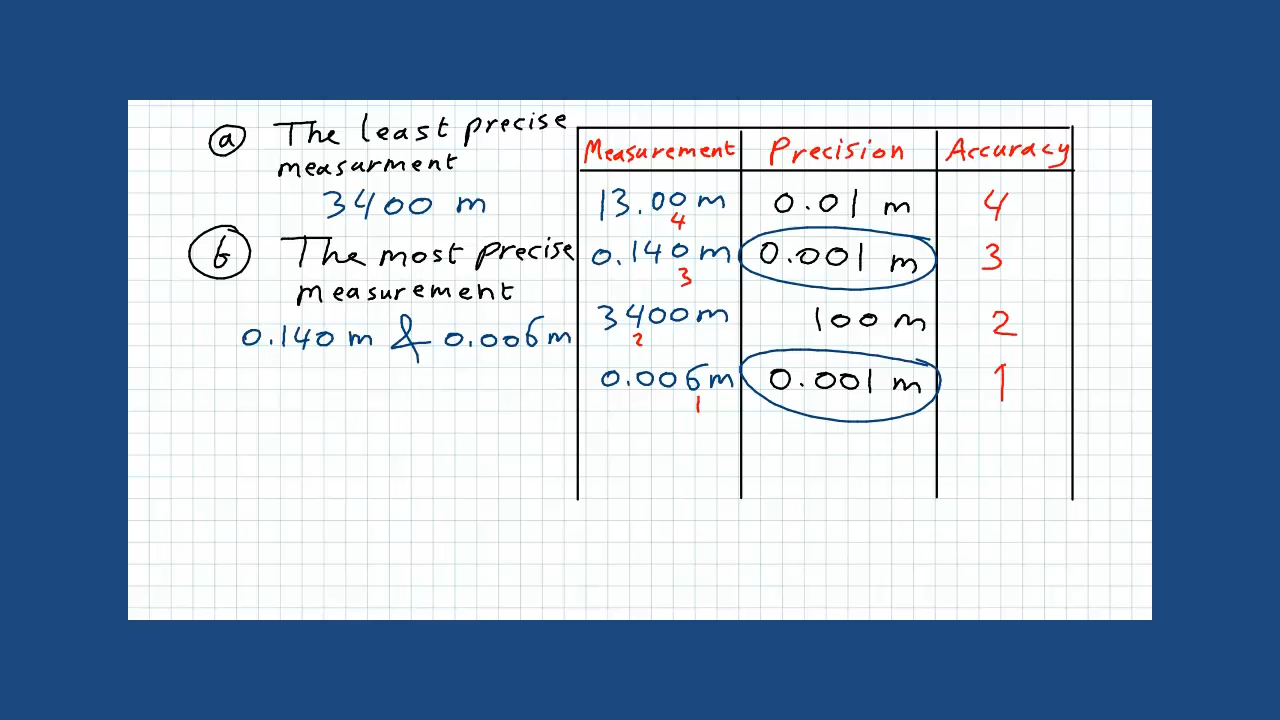 a The least precise
measurment
3400 m
b The most precise
measurement
0.140 m & 0.006 m
Measurement Precision Accuracy
13.00 m 0.01 m 4
4
0.140 m 0.001 m 3
3
3400 m 100 m 2
2
0.006 m 0.001 m 1
1